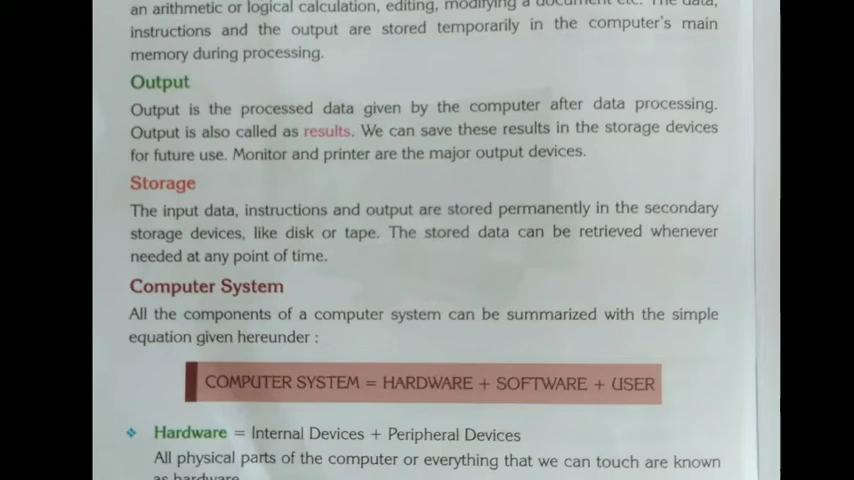 an arithmetic or logical calculation, editing, modifying a document etc. The data,
instructions and the output are stored temporarily in the computer's main
memory during processing.
Output
Output is the processed data given by the computer after data processing.
Output is also called as results. We can save these results in the storage devices
for future use. Monitor and printer are the major output devices.
Storage
The input data, instructions and output are stored permanently in the secondary
storage devices, like disk or tape. The stored data can be retrieved whenever
needed at any point of time.
Computer System
All the components of a computer system can be summarized with the simple
equation given hereunder :
COMPUTER SYSTEM = HARDWARE + SOFTWARE + USER
❖ Hardware = Internal Devices + Peripheral Devices
All physical parts of the computer or everything that we can touch are known
as hardware